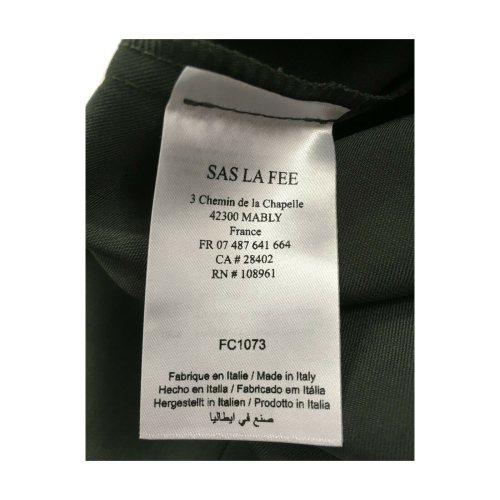 SAS LA FEE
3 Chemin de la Chapelle
42300 MABLY
France
FR 07 487 641 664
CA # 28402
RN # 108961
FC1073
Fabrique en Italie / Made in Italy
Hecho en Italia / Fabricado em Itália
Hergestellt in Italien / Prodotto in Italia
صنع في ايطاليا